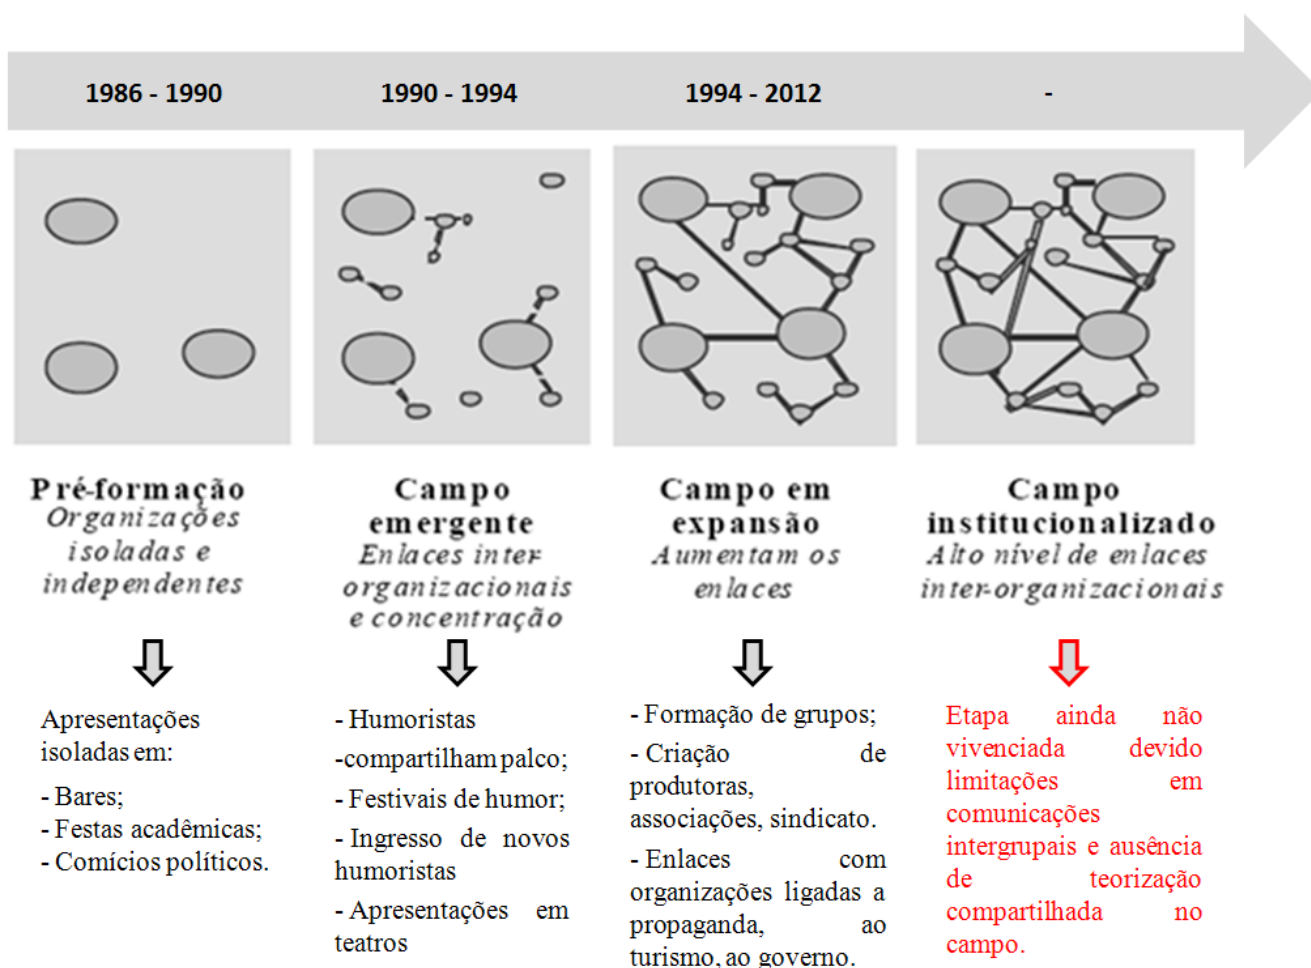 1986 - 1990
1990 - 1994
1994 - 2012
-
Pré-formação
Organizações
isoladas e
independentes
Apresentações
isoladas em:
- Bares;
- Festas acadêmicas;
- Comícios políticos.
Campo
emergente
Enlaces inter-
organizacionais
e concentração
- Humoristas
-compartilham palco;
- Festivais de humor;
- Ingresso de novos
humoristas
- Apresentações em
teatros
Campo em
expansão
Aumentam os
enlaces
- Formação de grupos;
- Criação de
produtoras,
associações, sindicato.
- Enlaces com
organizações ligadas a
propaganda, ao
turismo, ao governo.
Campo
institucionalizado
Alto nível de enlaces
inter-organizacionais
Etapa ainda não
vivenciada devido
limitações em
comunicações
intergrupais e ausência
de teorização
compartilhada no
campo.